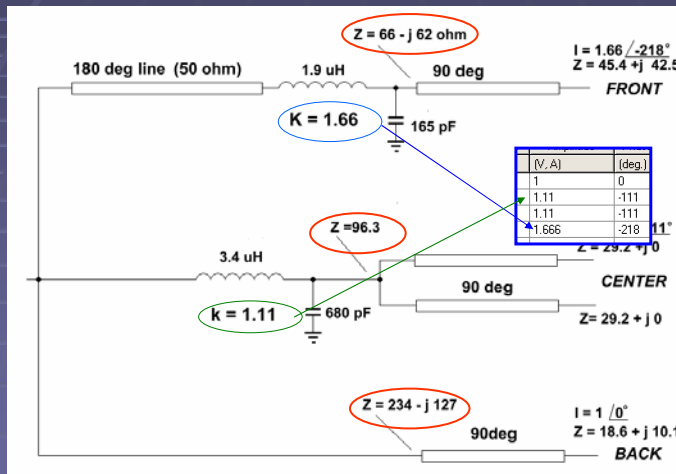 Z = 66 - j 62 ohm
I = 1.66 /-218°
Z = 45.4 +j 42.5
FRONT
180 deg line (50 ohm)
1.9 uH
90 deg
K = 1.66
165 pF
(V, A) (deg.)
1 0
1.11 -111
1.11 -111
1.666 -218
11°
Z = 29.2 + j 0
Z =96.3
3.4 uH
CENTER
90 deg
k = 1.11
680 pF
Z= 29.2 + j 0
Z = 234 - j 127
I = 1 /0°
Z = 18.6 + j 10.1
90deg
BACK